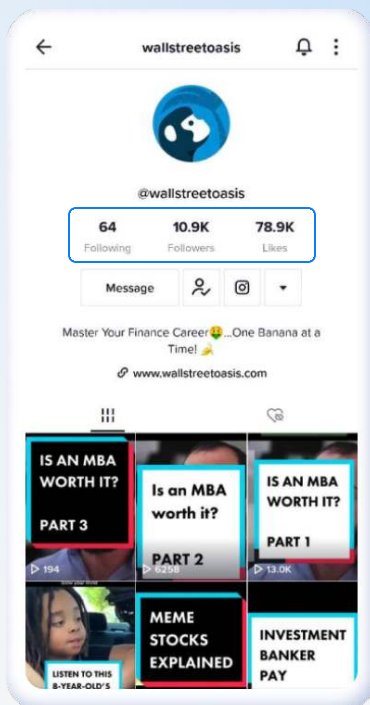 wallstreetoasis
@wallstreetoasis
64 10.9K 78.9K
Following Followers Likes
Message
Master Your Finance Career🤑...One Banana at a
Time! 🍌
www.wallstreetoasis.com
IS AN MBA
WORTH IT?
PART 3
194
Is an MBA
worth it?
PART 2
6258
IS AN MBA
WORTH IT?
PART 1
13.0K
LISTEN TO THIS
8-YEAR-OLD'S
MEME
STOCKS
EXPLAINED
INVESTMENT
BANKER
PAY